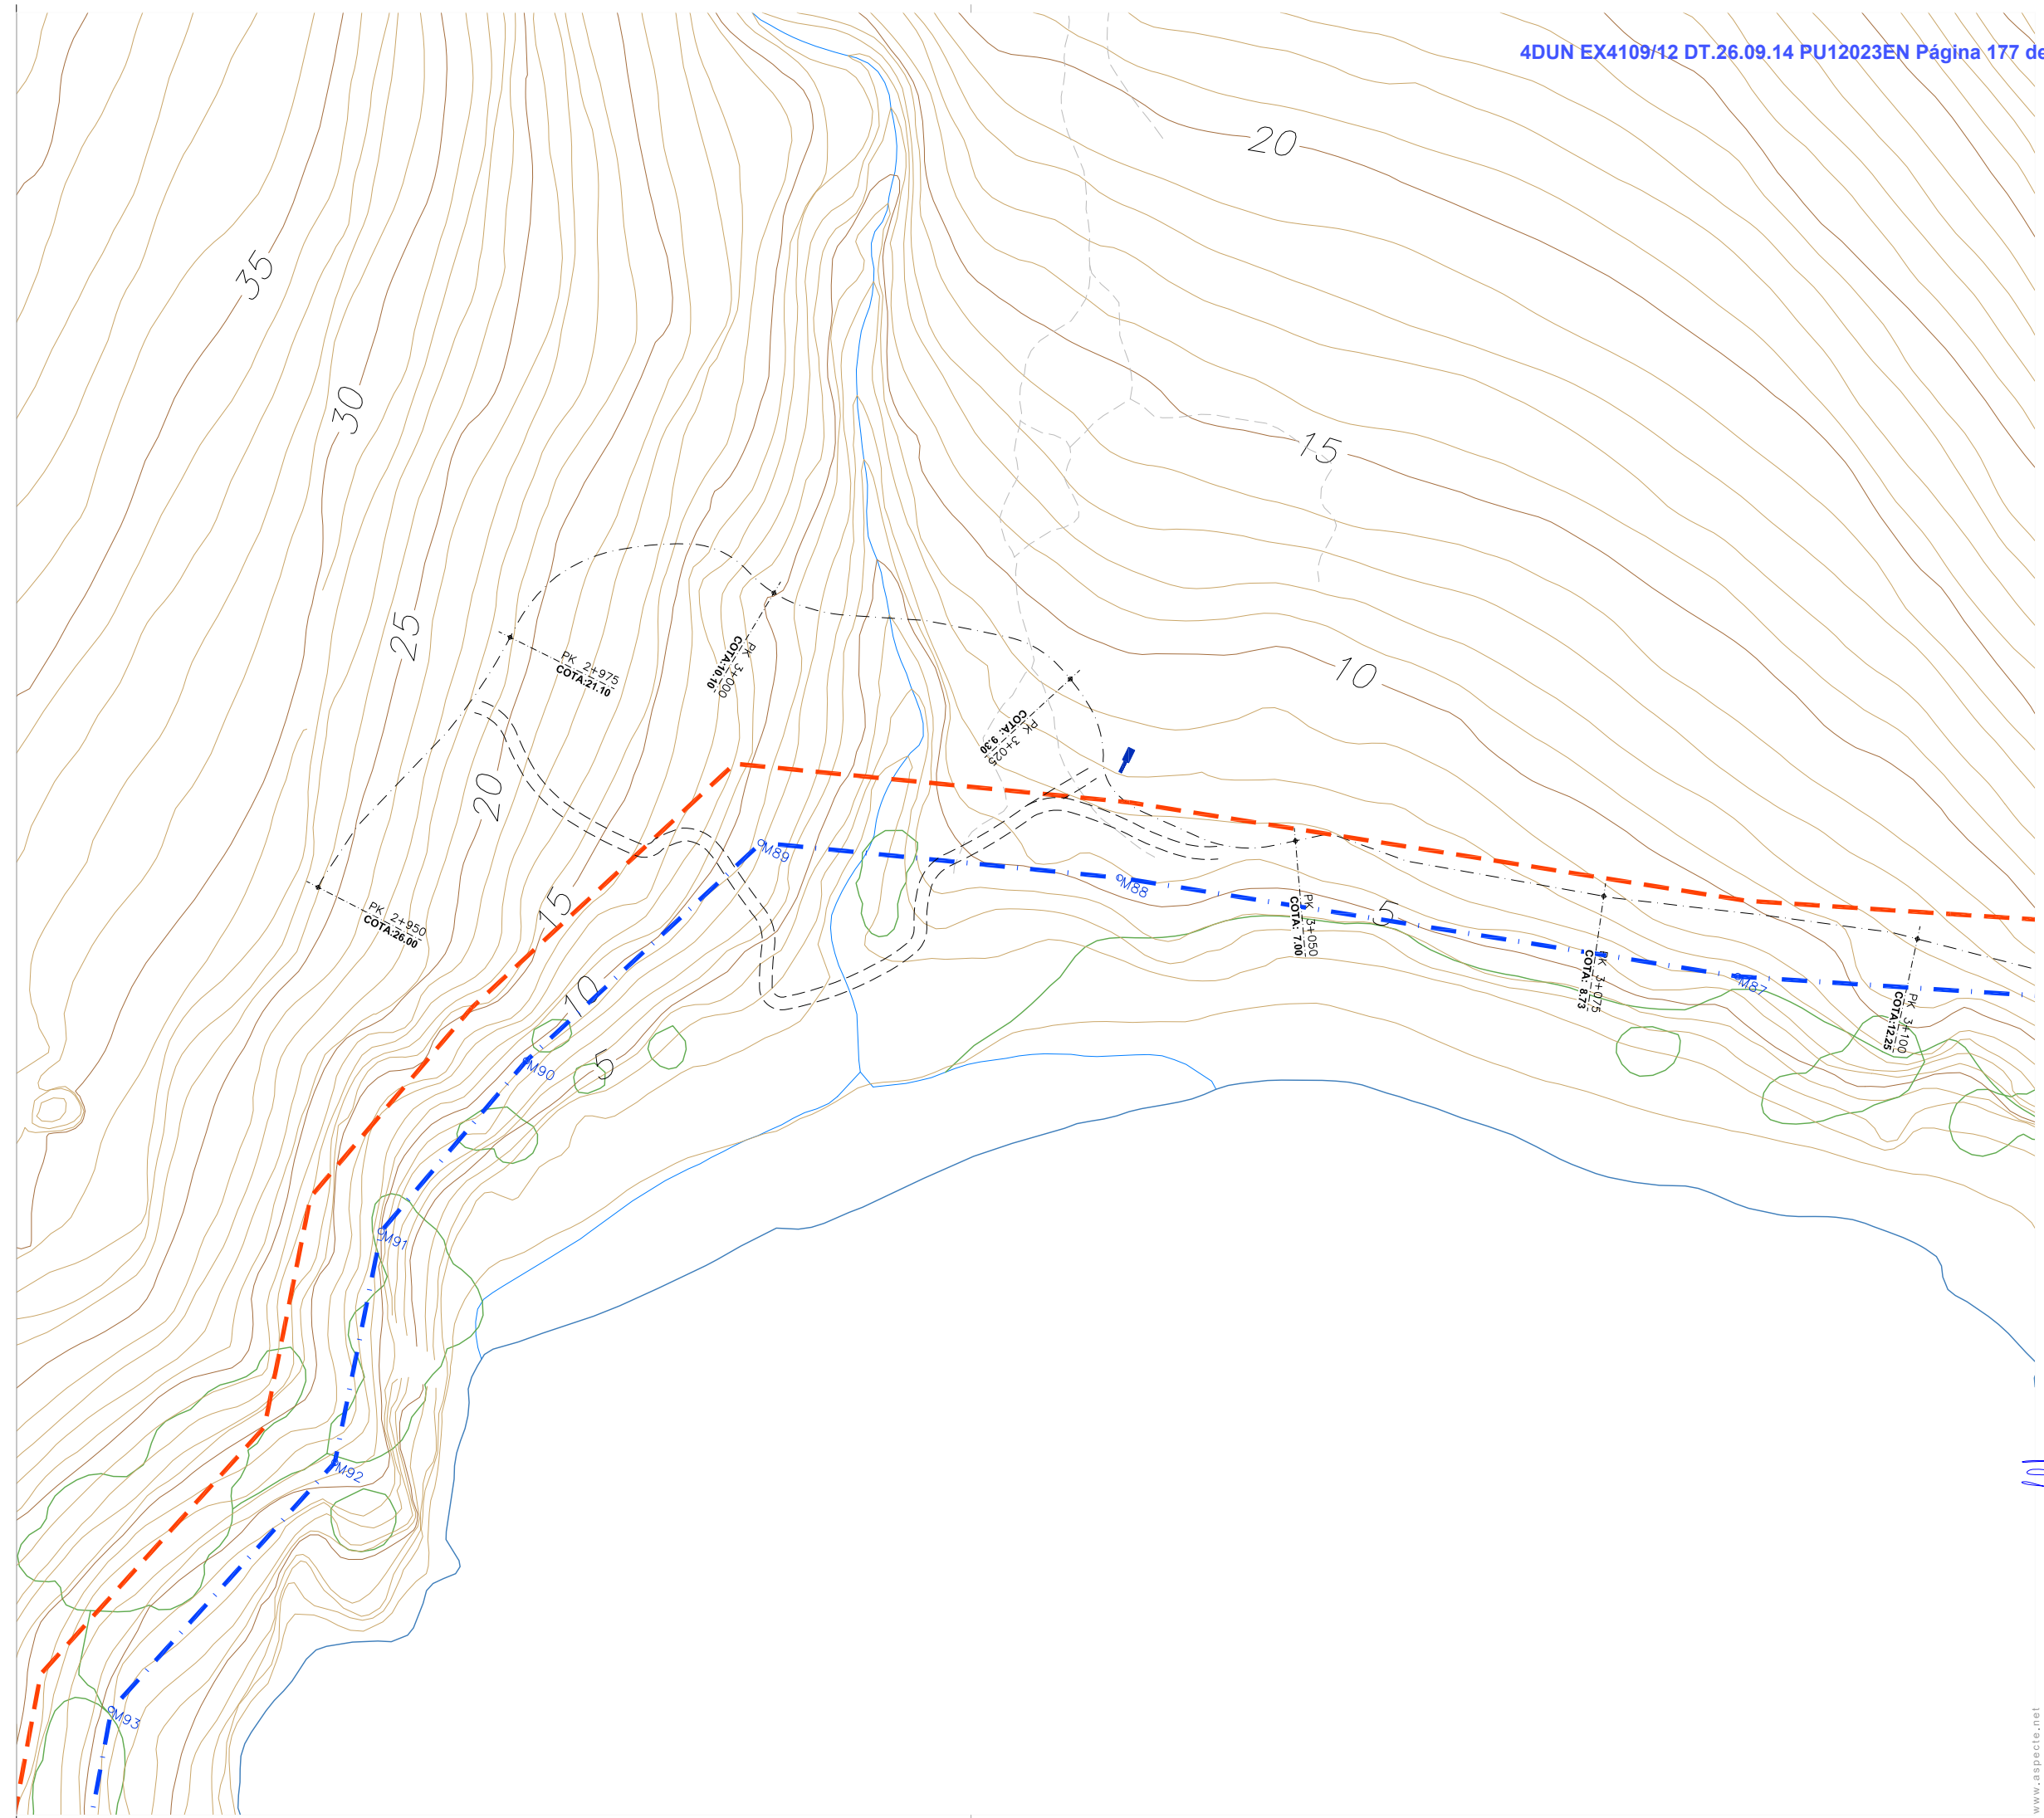 4DUN EX4109/12 DT.26.09.14 PU12023EN Página 177 de
20
35
30
15
25
10
PK 2+975
COTA:21.10
PK 3+000
COTA:10.10
PK 3+025
COTA: 9.30
20
M89
M88
15
5
PK 2+950
COTA:26.00
PK 3+050
COTA: 7.00
PK 3+075
COTA: 8.73
M87
10
PK 3+100
COTA:12.25
5
M90
M91
M92
M93
www.aspecte.net